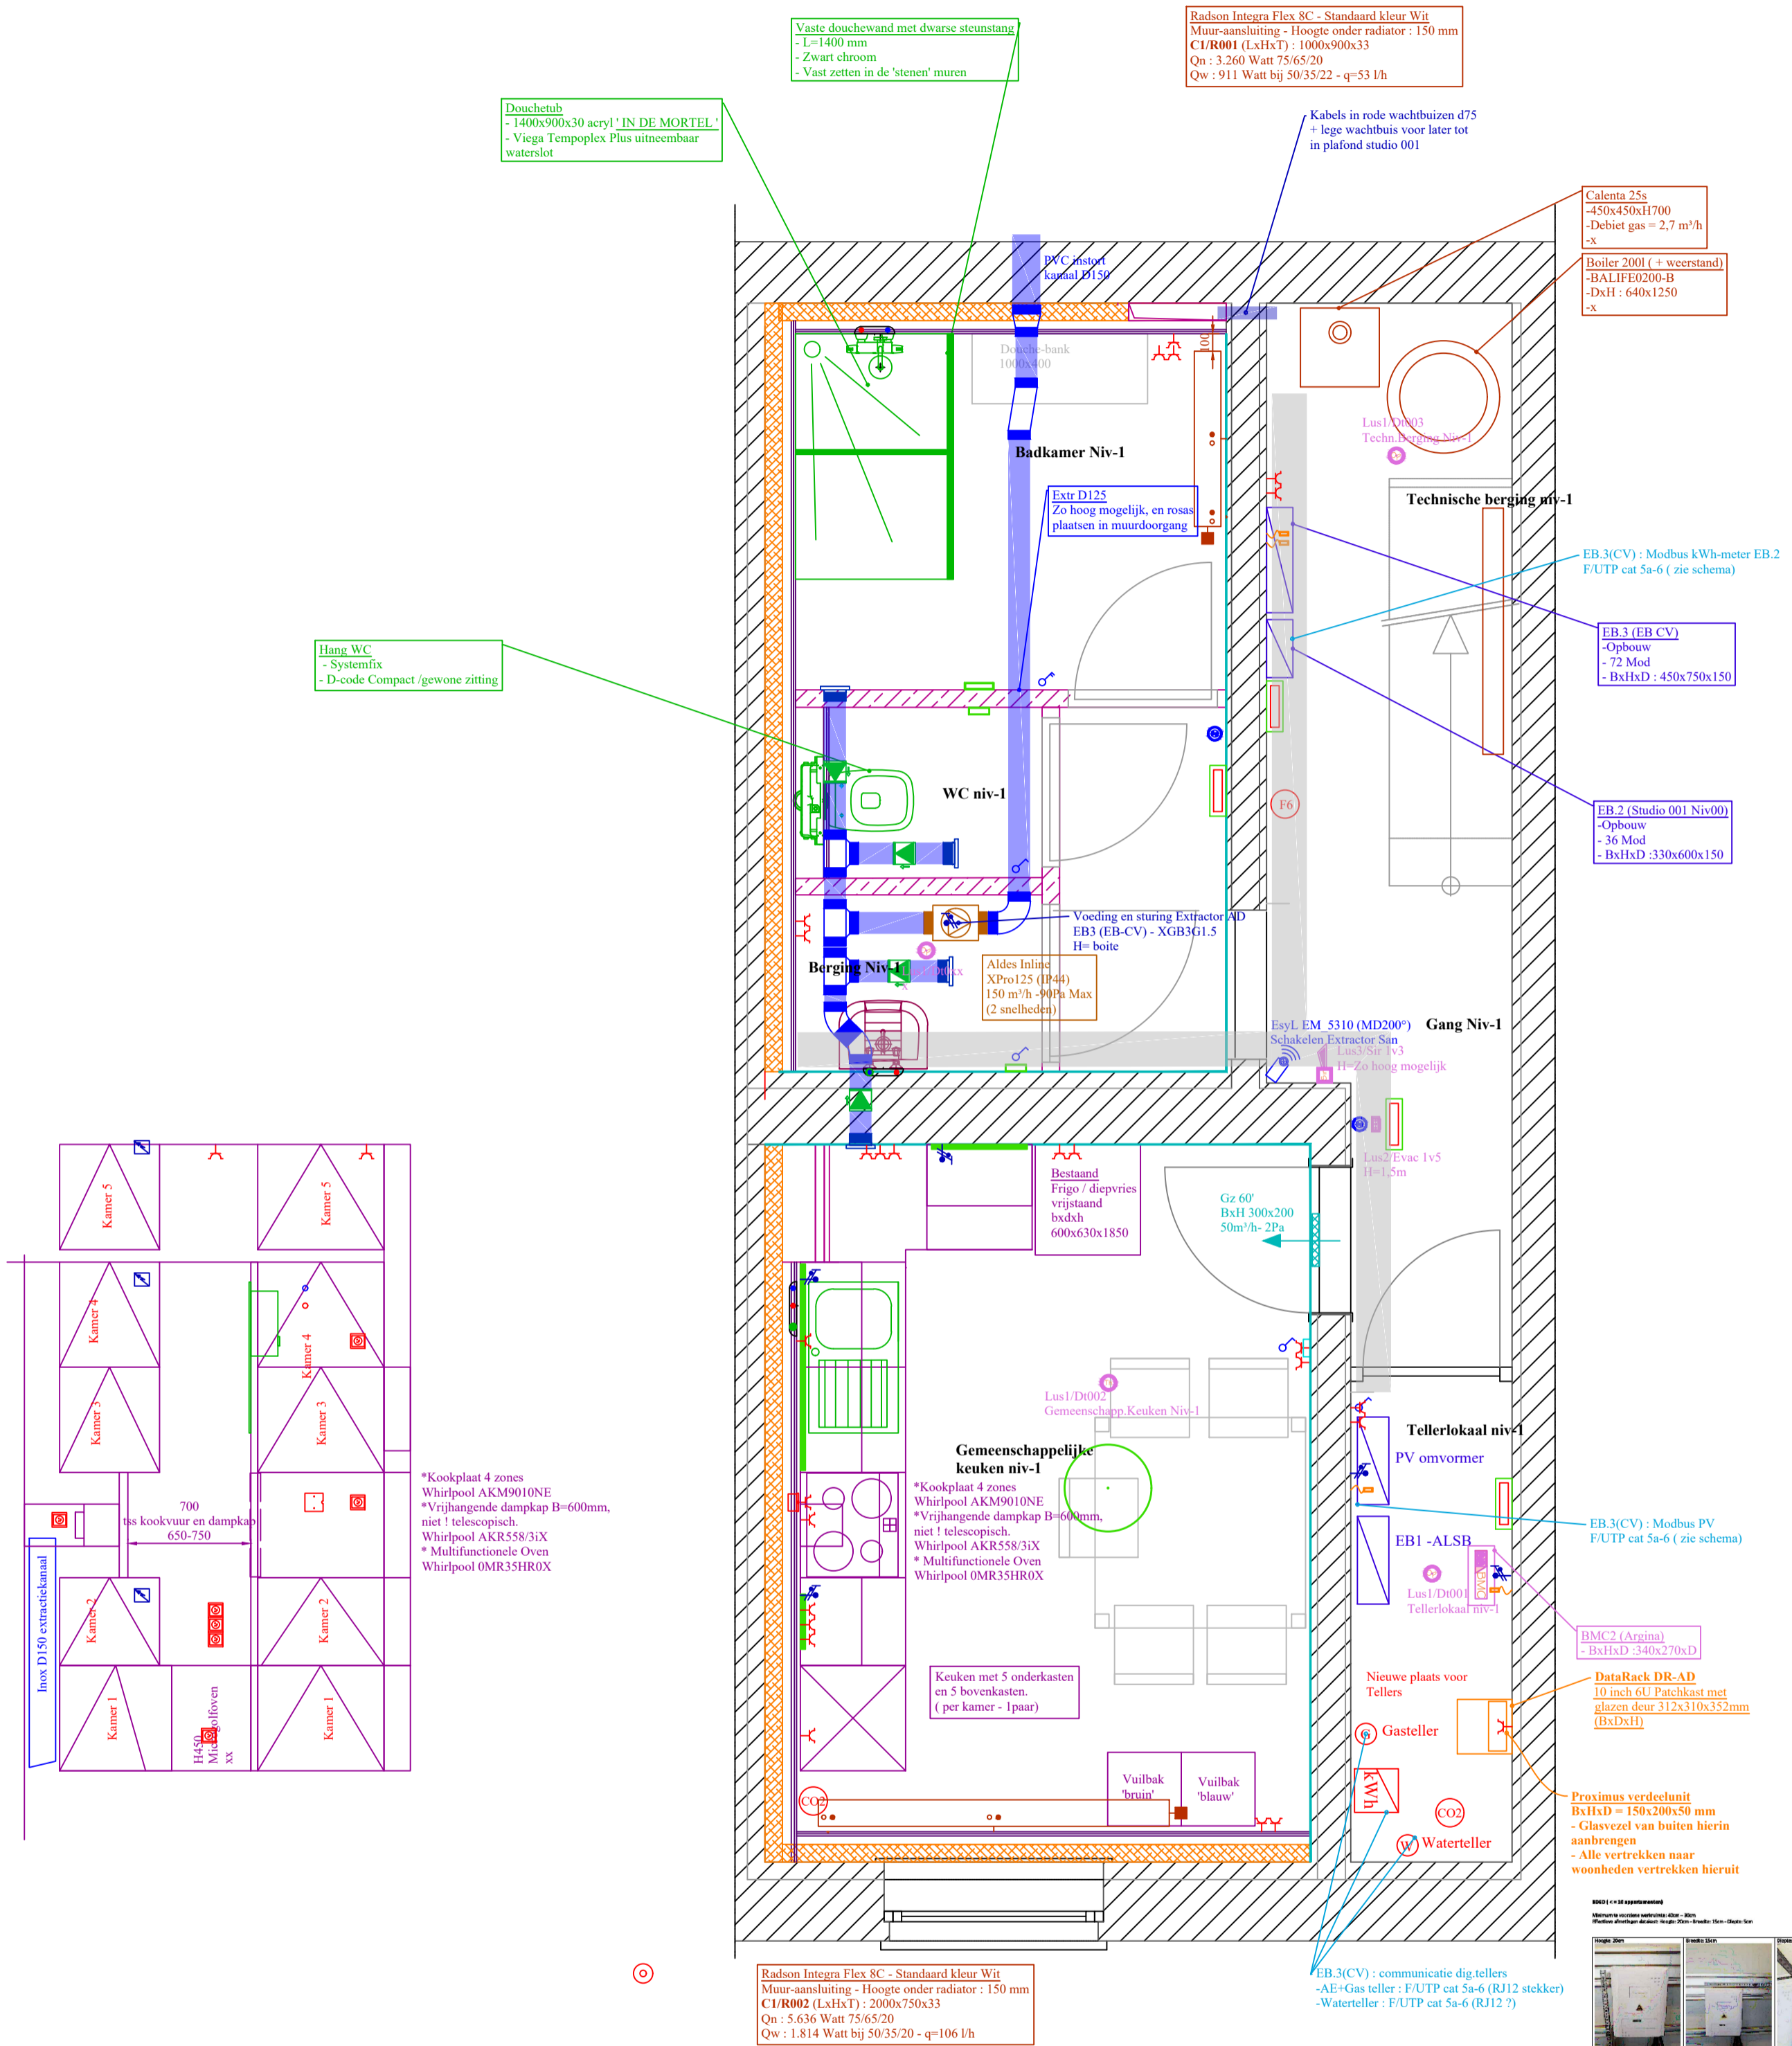 Vaste douchewand met dwarse steunstang
- L=1400 mm
- Zwart chroom
- Vast zetten in de 'stenen' muren
Radson Integra Flex 8C - Standaard kleur Wit
Muur-aansluiting - Hoogte onder radiator : 150 mm
C1/R001 (LxHxT) : 1000x900x33
Qn : 3.260 Watt 75/65/20
Qw : 911 Watt bij 50/35/22 - q=53 l/h
Douchetub
- 1400x900x30 acryl ' IN DE MORTEL '
- Viega Tempoplex Plus uitneembaar
waterslot
Kabels in rode wachtbuizen d75
+ lege wachtbuis voor later tot
in plafond studio 001
Calenta 25s
-450x450xH700
-Debiet gas = 2,7 m³/h
-x
Boiler 200l ( + weerstand)
-BALIFE0200-B
-DxH : 640x1250
-x
PVC instort
kanaal D150
Douche-bank
1000x400
100
Lus1/Dt003
Techn.Berging Niv-1
Badkamer Niv-1
Technische berging niv-1
Extr D125
Zo hoog mogelijk, en rosas
plaatsen in muurdoorgang
EB.3(CV) : Modbus kWh-meter EB.2
F/UTP cat 5a-6 ( zie schema)
EB.3 (EB CV)
-Opbouw
- 72 Mod
- BxHxD : 450x750x150
Hang WC
- Systemfix
- D-code Compact /gewone zitting
WC niv-1
F6
EB.2 (Studio 001 Niv00)
-Opbouw
- 36 Mod
- BxHxD :330x600x150
Voeding en sturing Extractor AD
EB3 (EB-CV) - XGB3G1.5
H= boite
Berging Niv-1
Aldes Inline
XPro125 (IP44)
150 m³/h -90Pa Max
(2 snelheden)
EsyL EM_5310 (MD200°)
Schakelen Extractor San
Gang Niv-1
Lus3/Sir 1v3
H=Zo hoog mogelijk
Lus2/Evac 1v5
H=1,5m
Bestaand
Frigo / diepvries
vrijstaand
bxdxh
600x630x1850
Gz 60'
BxH 300x200
50m³/h- 2Pa
Kamer 5
Kamer 5
Kamer 4
Kamer 4
Kamer 3
Kamer 3
Lus1/Dt002
Gemeenschapp.Keuken Niv-1
Gemeenschappelijke
keuken niv-1
Tellerlokaal niv-1
PV omvormer
700
tss kookvuur en dampkap
650-750
*Kookplaat 4 zones
Whirlpool AKM9010NE
*Vrijhangende dampkap B=600mm,
niet ! telescopisch.
Whirlpool AKR558/3iX
* Multifunctionele Oven
Whirlpool 0MR35HR0X
*Kookplaat 4 zones
Whirlpool AKM9010NE
*Vrijhangende dampkap B=600mm,
niet ! telescopisch.
Whirlpool AKR558/3iX
* Multifunctionele Oven
Whirlpool 0MR35HR0X
EB.3(CV) : Modbus PV
F/UTP cat 5a-6 ( zie schema)
EB1 -ALSB
BMC
Lus1/Dt001
Tellerlokaal niv-1
Inox D150 extractiekanaal
Kamer 2
Kamer 2
Kamer 1
Kamer 1
H450
Microgolfoven
xx
BMC2 (Argina)
- BxHxD :340x270xD
Keuken met 5 onderkasten
en 5 bovenkasten.
( per kamer - 1paar)
Nieuwe plaats voor
Tellers
DataRack DR-AD
10 inch 6U Patchkast met
glazen deur 312x310x352mm
(BxDxH)
G
Gasteller
kWh
CO2
W
Waterteller
Vuilbak
'bruin'
Vuilbak
'blauw'
CO2
Proximus verdeelunit
BxHxD = 150x200x50 mm
- Glasvezel van buiten hierin
aanbrengen
- Alle vertrekken naar
woonheden vertrekken hieruit
Hoogte: 20cm
Breedte: 15cm
Radson Integra Flex 8C - Standaard kleur Wit
Muur-aansluiting - Hoogte onder radiator : 150 mm
C1/R002 (LxHxT) : 2000x750x33
Qn : 5.636 Watt 75/65/20
Qw : 1.814 Watt bij 50/35/20 - q=106 l/h
EB.3(CV) : communicatie dig.tellers
-AE+Gas teller : F/UTP cat 5a-6 (RJ12 stekker)
-Waterteller : F/UTP cat 5a-6 (RJ12 ?)